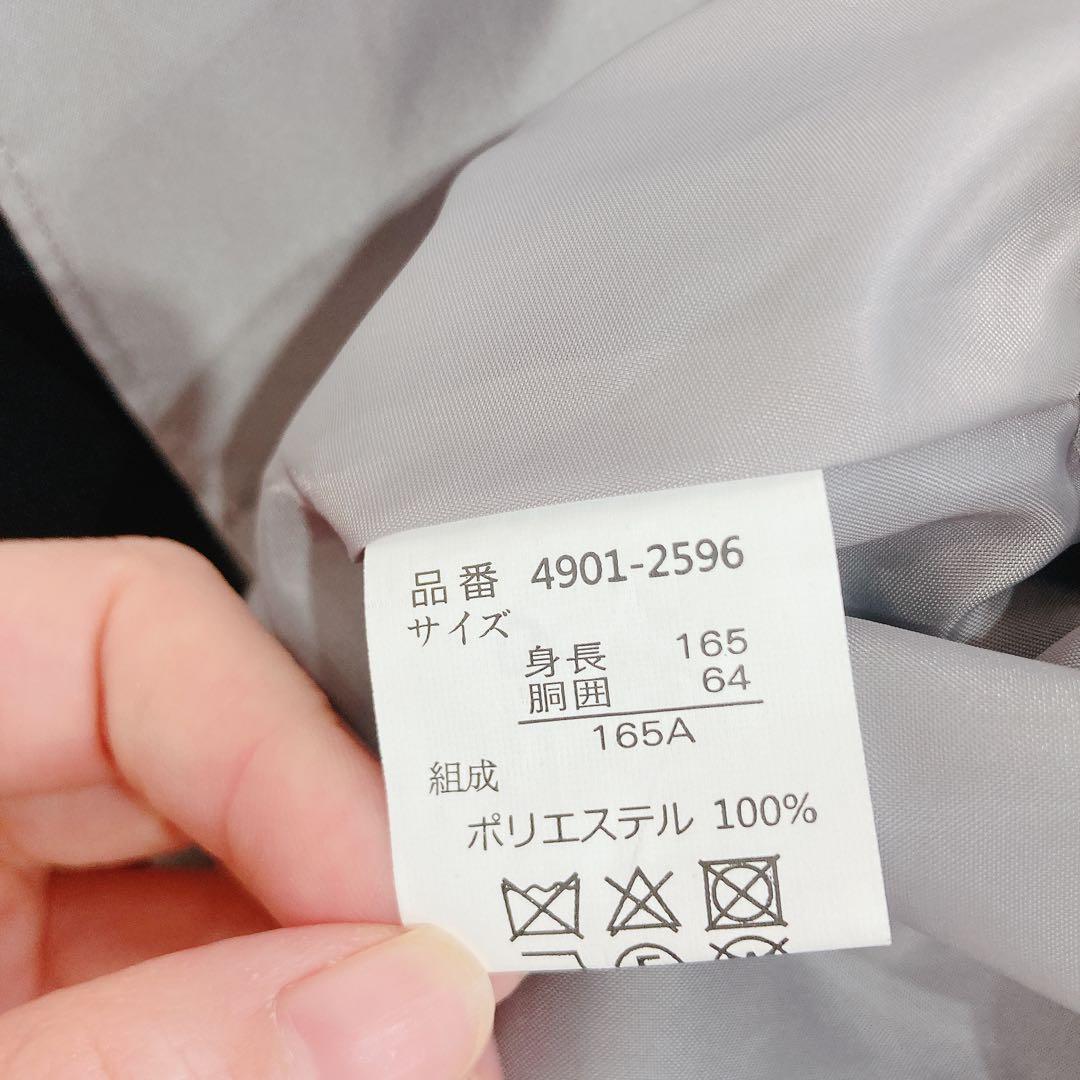 品番 4901-2596
サイズ
身長 165
胴囲 64
165A
組成
ポリエステル 100%